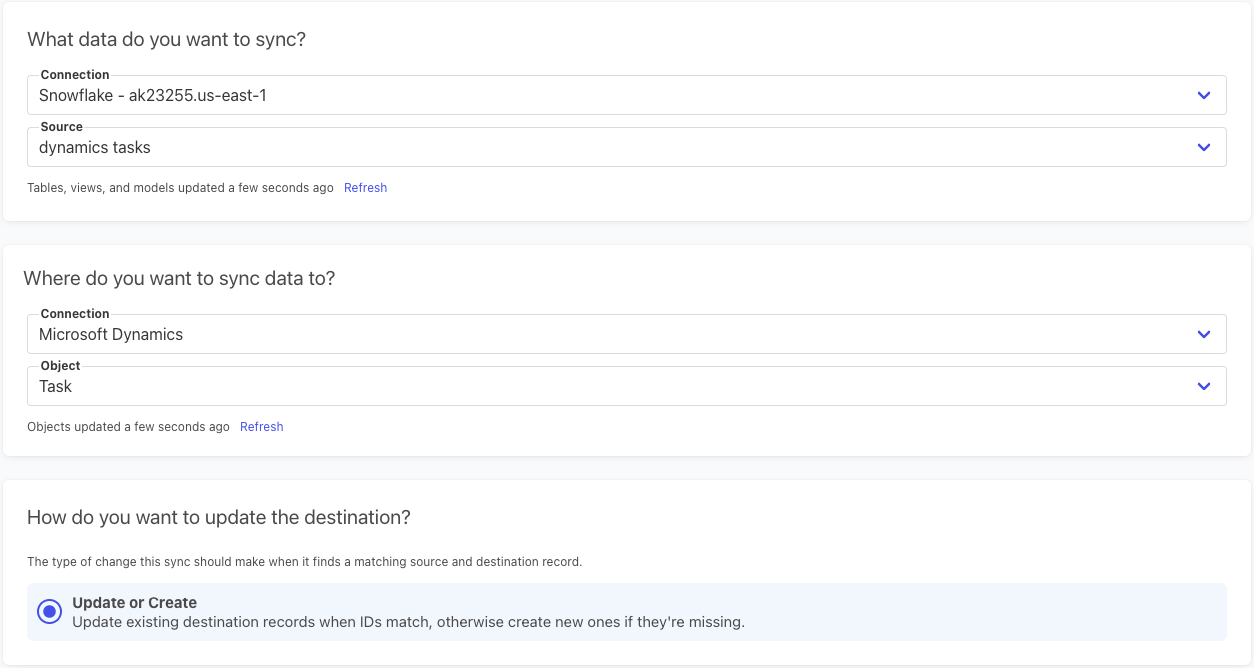 What data do you want to sync?
Connection
Snowflake - ak23255.us-east-1
Source
dynamics tasks
Tables, views, and models updated a few seconds ago Refresh
Where do you want to sync data to?
Connection
Microsoft Dynamics
Object
Task
Objects updated a few seconds ago Refresh
How do you want to update the destination?
The type of change this sync should make when it finds a matching source and destination record.
Update or Create
Update existing destination records when IDs match, otherwise create new ones if they're missing.